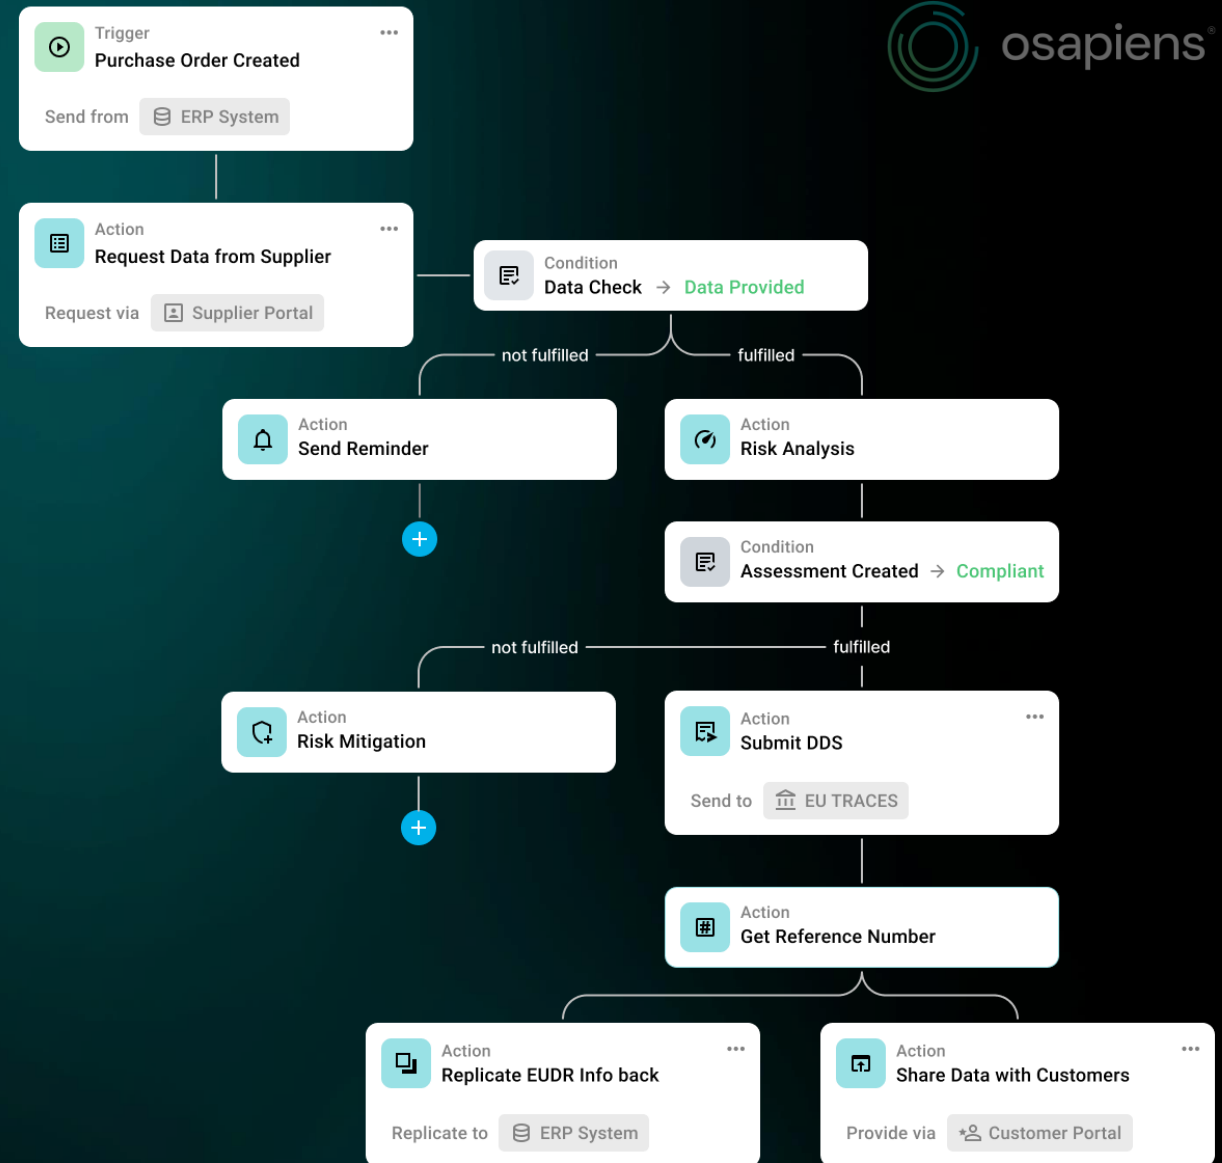 osapiens®
Trigger
Purchase Order Created
Send from ERP System
Action
Request Data from Supplier
Request via Supplier Portal
Condition
Data Check → Data Provided
not fulfilled
fulfilled
Action
Send Reminder
Action
Risk Analysis
Condition
Assessment Created → Compliant
not fulfilled
fulfilled
Action
Risk Mitigation
Action
Submit DDS
Send to EU TRACES
Action
Get Reference Number
Action
Replicate EUDR Info back
Replicate to ERP System
Action
Share Data with Customers
Provide via Customer Portal